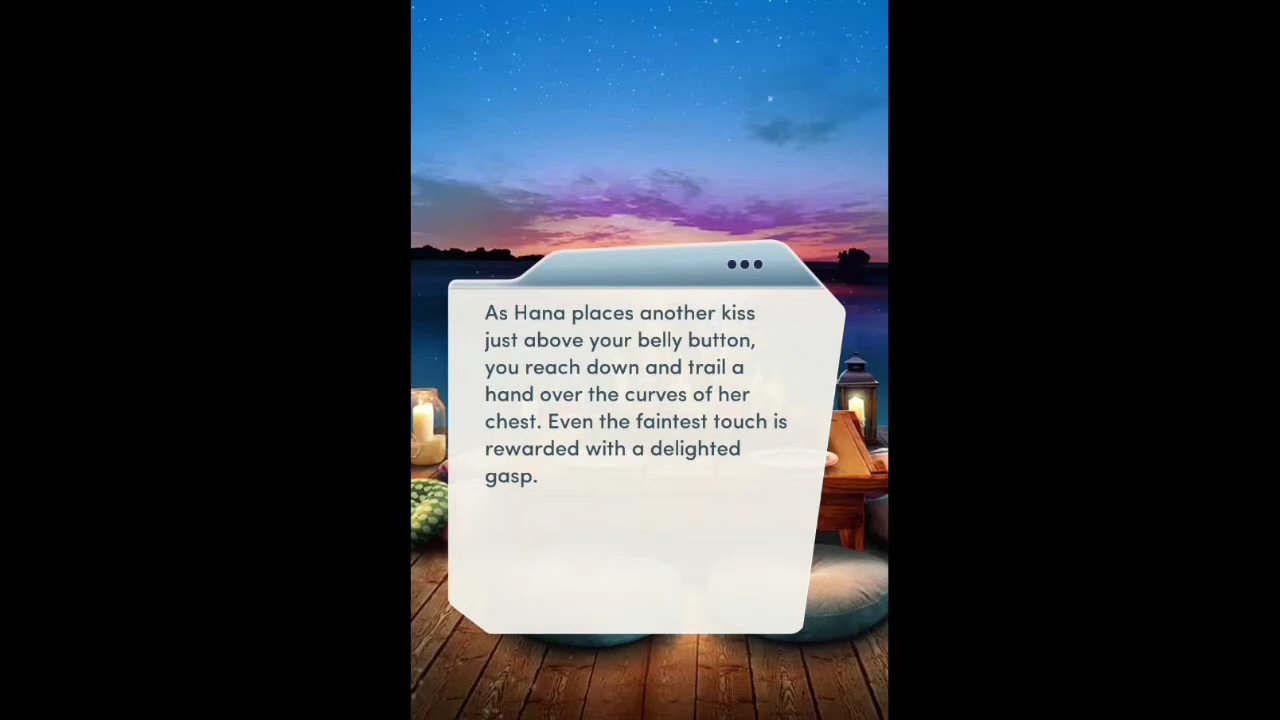 As Hana places another kiss
just above your belly button,
you reach down and trail a
hand over the curves of her
chest. Even the faintest touch is
rewarded with a delighted
gasp.